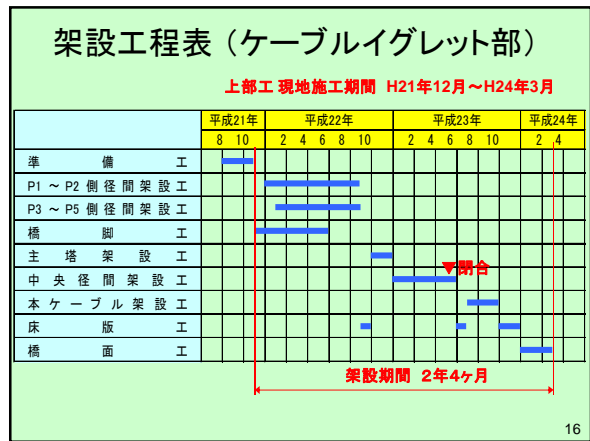 架設工程表（ケーブルイグレット部）
上部工 現地施工期間 H21年12月～H24年3月
平成21年 平成22年 平成23年 平成24年
8 10 2 4 6 8 10 2 4 6 8 10 2 4
準備工
P1～P2側径間架設工
P3～P5側径間架設工
橋脚工
主塔架設工
中央径間架設工
▼閉合
本ケーブル架設工
床版工
橋面工
架設期間 2年4ヶ月
16